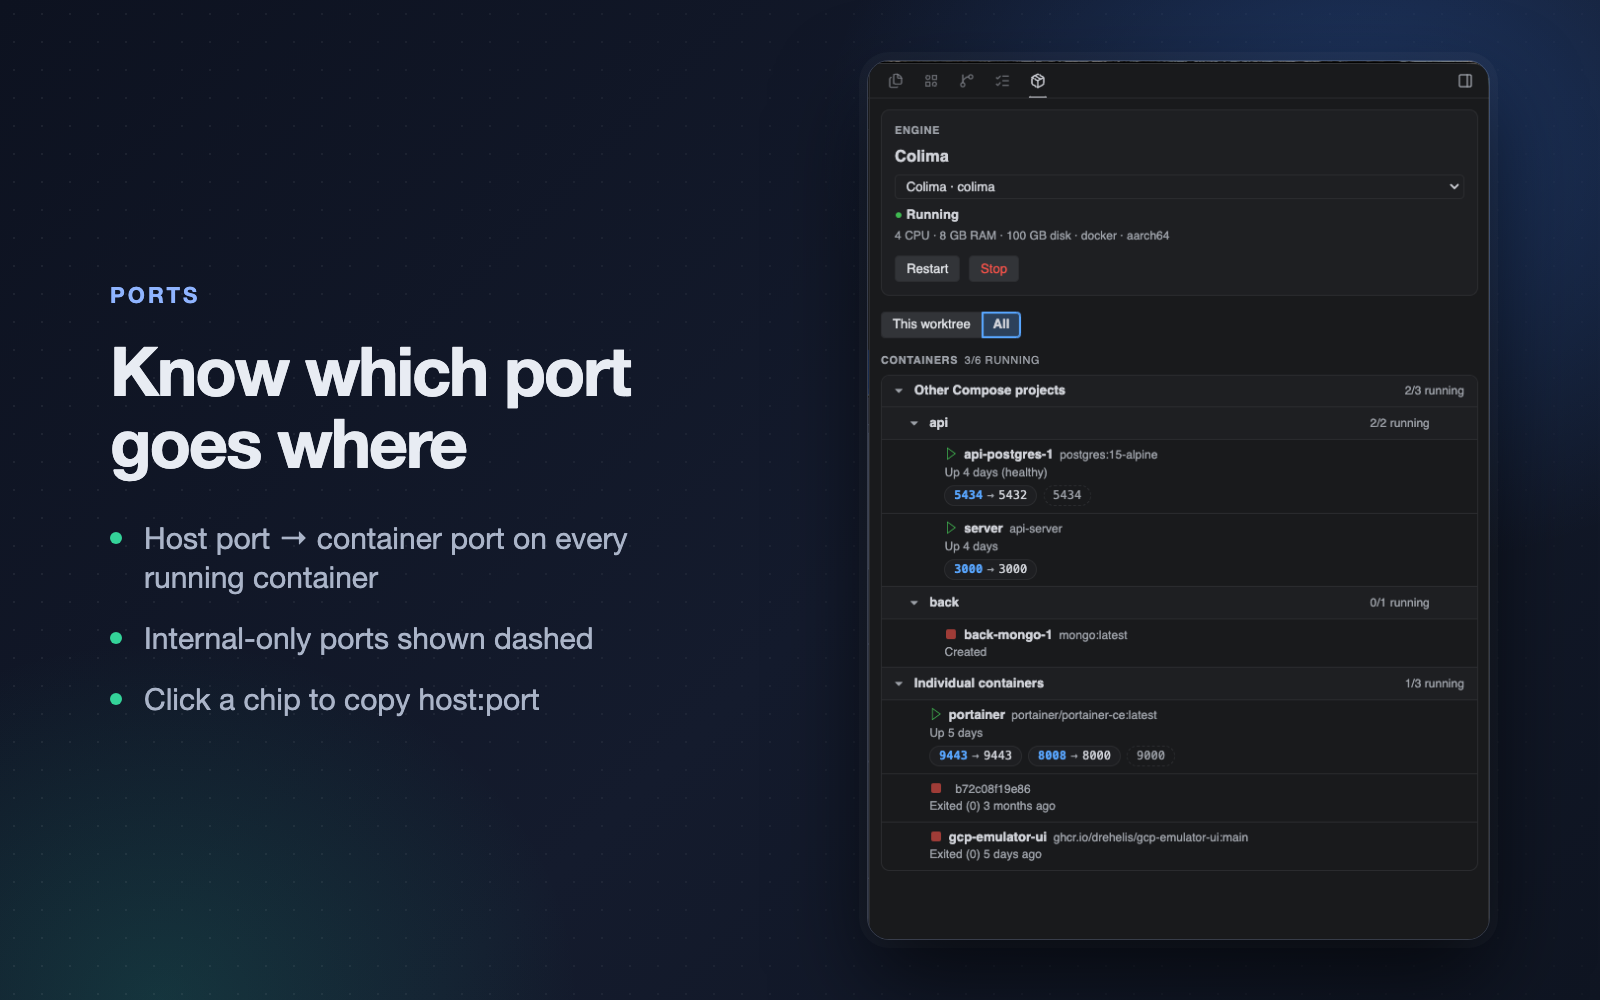 PORTS
Know which port
goes where
Host port → container port on every
running container
Internal-only ports shown dashed
Click a chip to copy host:port
ENGINE
Colima
Colima · colima
Running
4 CPU · 8 GB RAM · 100 GB disk · docker · aarch64
Restart Stop
This worktree All
CONTAINERS 3/6 RUNNING
Other Compose projects 2/3 running
api 2/2 running
api-postgres-1 postgres:15-alpine
Up 4 days (healthy)
5434 → 5432 5434
server api-server
Up 4 days
3000 → 3000
back 0/1 running
back-mongo-1 mongo:latest
Created
Individual containers 1/3 running
portainer portainer/portainer-ce:latest
Up 5 days
9443 → 9443 8008 → 8000 9000
b72c08f19e86
Exited (0) 3 months ago
gcp-emulator-ui ghcr.io/drehelis/gcp-emulator-ui:main
Exited (0) 5 days ago